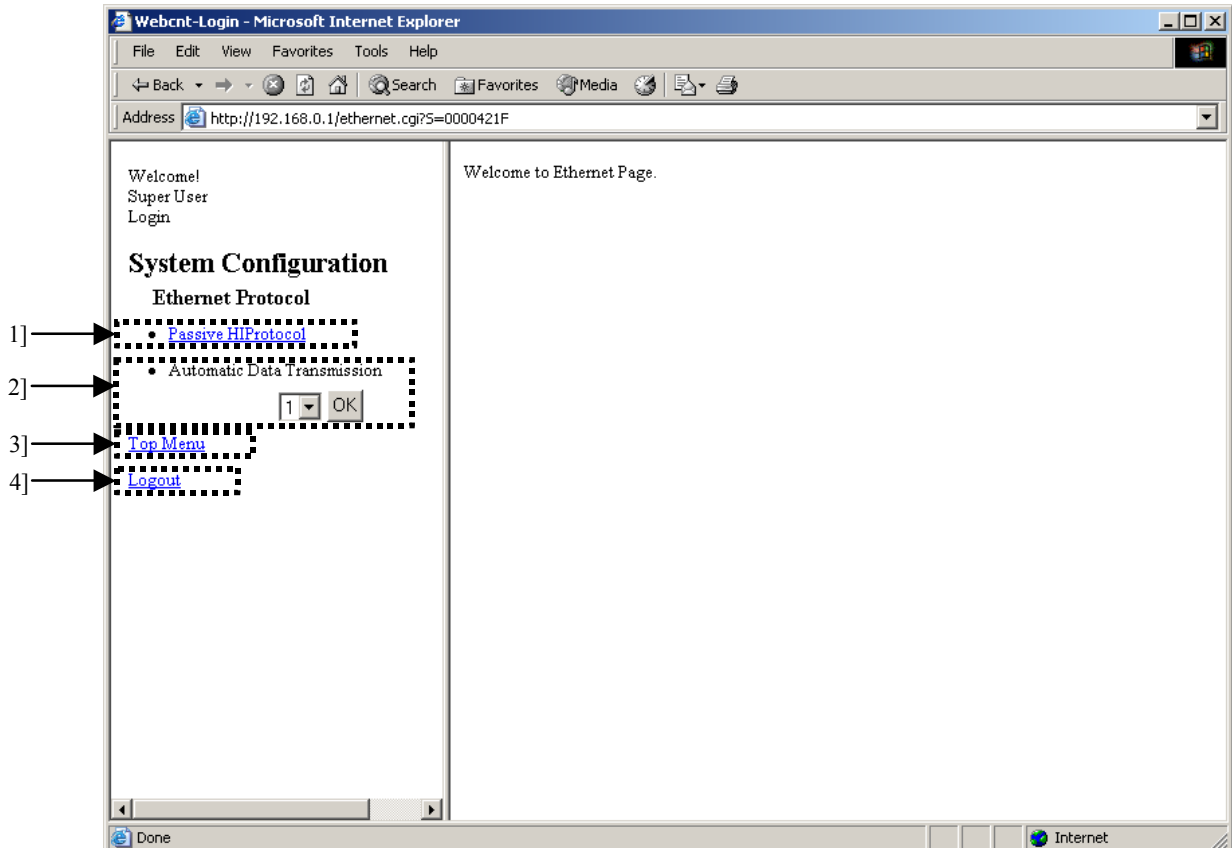 Webcnt-Login - Microsoft Internet Explorer
File Edit View Favorites Tools Help
Back Search Favorites Media
Address http://192.168.0.1/ethernet.cgi?S=0000421F
Welcome!
Super User
Login
System Configuration
Ethernet Protocol
1] • Passive HIProtocol
2] • Automatic Data Transmission
1 OK
3] Top Menu
4] Logout
Welcome to Ethernet Page.
Done Internet